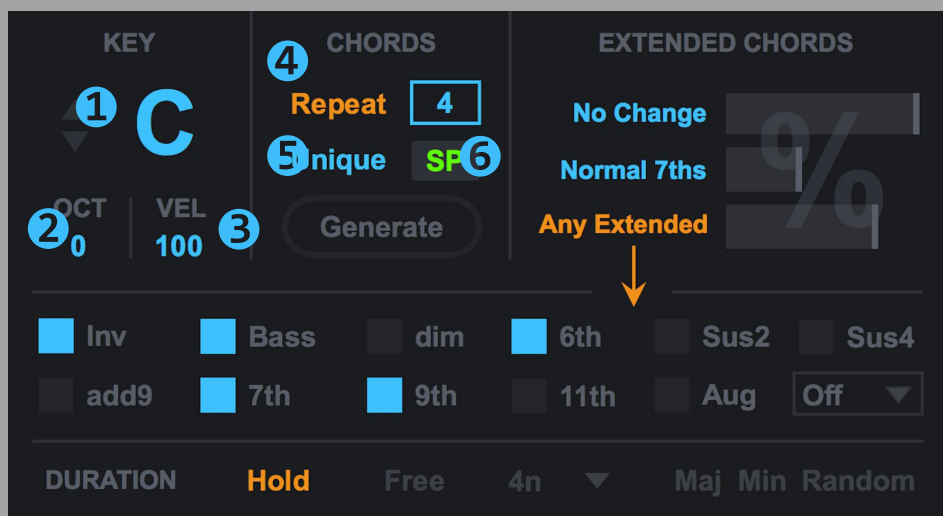 KEY CHORDS EXTENDED CHORDS
1 C
4
Repeat 4
No Change
5 Unique SP 6
Normal 7ths
%
OCT VEL
2 0 100 3
Generate
Any Extended
Inv Bass dim 6th Sus2 Sus4
add9 7th 9th 11th Aug Off
DURATION Hold Free 4n Maj Min Random